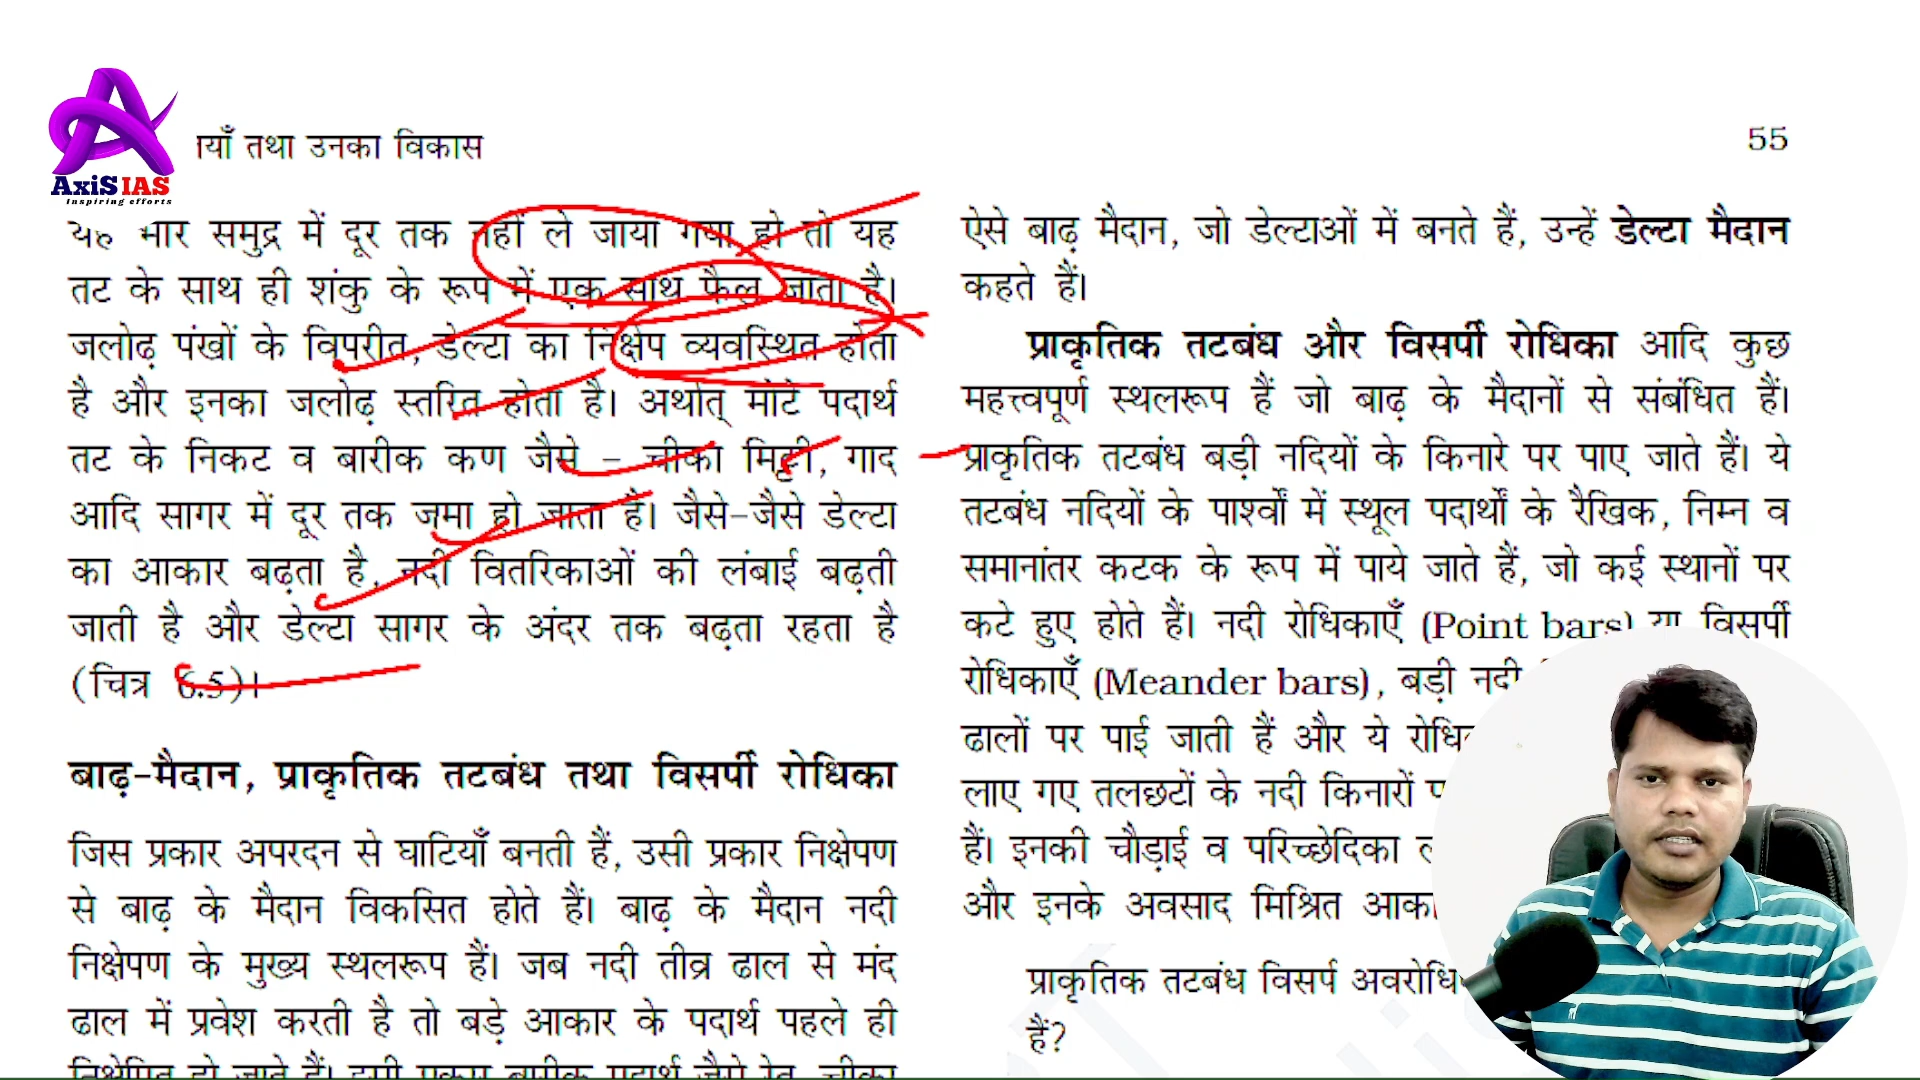 AxiS IAS
Inspiring efforts
याँ तथा उनका विकास
55
यह भार समुद्र में दूर तक नहीं ले जाया गया हो तो यह
तट के साथ ही शंकु के रूप में एक साथ फैल जाता है।
जलोढ़ पंखों के विपरीत, डेल्टा का निक्षेप व्यवस्थित होता
है और इनका जलोढ़ स्तरित होता है। अर्थात् मोटे पदार्थ
तट के निकट व बारीक कण जैसे – चीका मिट्टी, गाद
आदि सागर में दूर तक जमा हो जाता है। जैसे-जैसे डेल्टा
का आकार बढ़ता है, नदी वितरिकाओं की लंबाई बढ़ती
जाती है और डेल्टा सागर के अंदर तक बढ़ता रहता है
(चित्र 6.5)।
बाढ़-मैदान, प्राकृतिक तटबंध तथा विसर्पी रोधिका
जिस प्रकार अपरदन से घाटियाँ बनती हैं, उसी प्रकार निक्षेपण
से बाढ़ के मैदान विकसित होते हैं। बाढ़ के मैदान नदी
निक्षेपण के मुख्य स्थलरूप हैं। जब नदी तीव्र ढाल से मंद
ढाल में प्रवेश करती है तो बड़े आकार के पदार्थ पहले ही
निक्षेपित हो जाते हैं। इसी प्रकार बारीक पदार्थ जैसे रेत, चीका
ऐसे बाढ़ मैदान, जो डेल्टाओं में बनते हैं, उन्हें डेल्टा मैदान
कहते हैं।
प्राकृतिक तटबंध और विसर्पी रोधिका आदि कुछ
महत्त्वपूर्ण स्थलरूप हैं जो बाढ़ के मैदानों से संबंधित हैं।
प्राकृतिक तटबंध बड़ी नदियों के किनारे पर पाए जाते हैं। ये
तटबंध नदियों के पार्श्वों में स्थूल पदार्थों के रैखिक, निम्न व
समानांतर कटक के रूप में पाये जाते हैं, जो कई स्थानों पर
कटे हुए होते हैं। नदी रोधिकाएँ (Point bars) या विसर्पी
रोधिकाएँ (Meander bars), बड़ी नदी
ढालों पर पाई जाती हैं और ये
लाए गए तलछटों के नदी किनारों
हैं। इनकी चौड़ाई व परिच्छेदिका
और इनके अवसाद मिश्रित
प्राकृतिक तटबंध विसर्प
हैं?